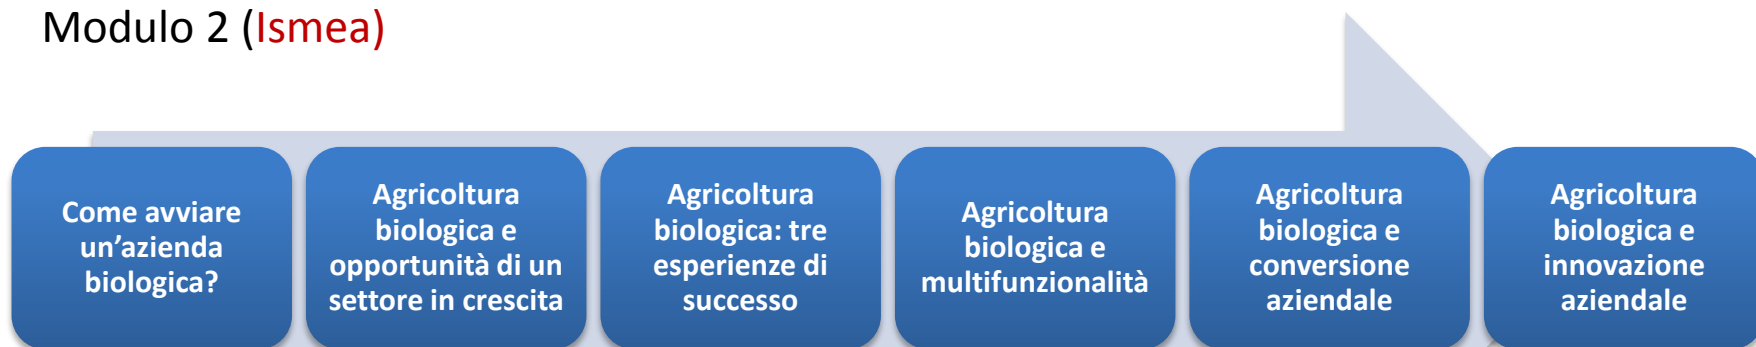 Modulo 2 (Ismea)
Come avviare
un’azienda
biologica?
Agricoltura
biologica e
opportunità di un
settore in crescita
Agricoltura
biologica: tre
esperienze di
successo
Agricoltura
biologica e
multifunzionalità
Agricoltura
biologica e
conversione
aziendale
Agricoltura
biologica e
innovazione
aziendale